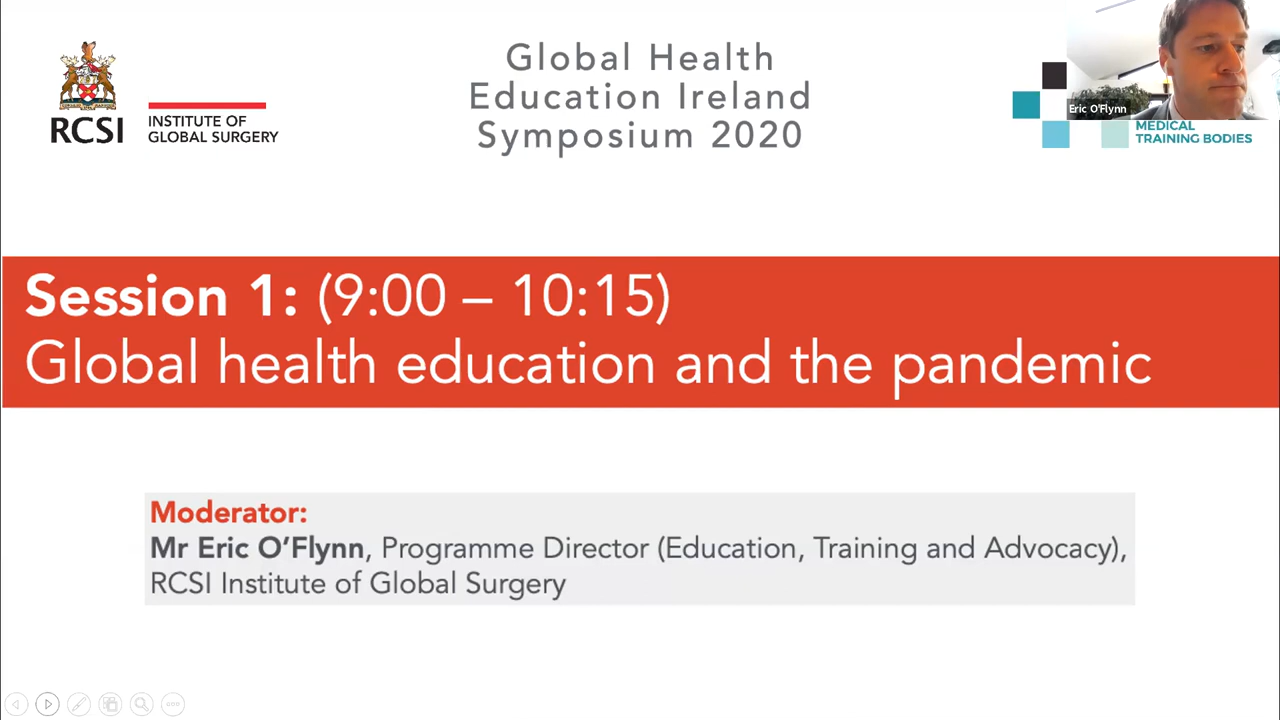 RCSI
INSTITUTE OF
GLOBAL SURGERY
Global Health
Education Ireland
Symposium 2020
Eric O'Flynn
MEDICAL
TRAINING BODIES
Session 1: (9:00 – 10:15)
Global health education and the pandemic
Moderator:
Mr Eric O’Flynn, Programme Director (Education, Training and Advocacy),
RCSI Institute of Global Surgery